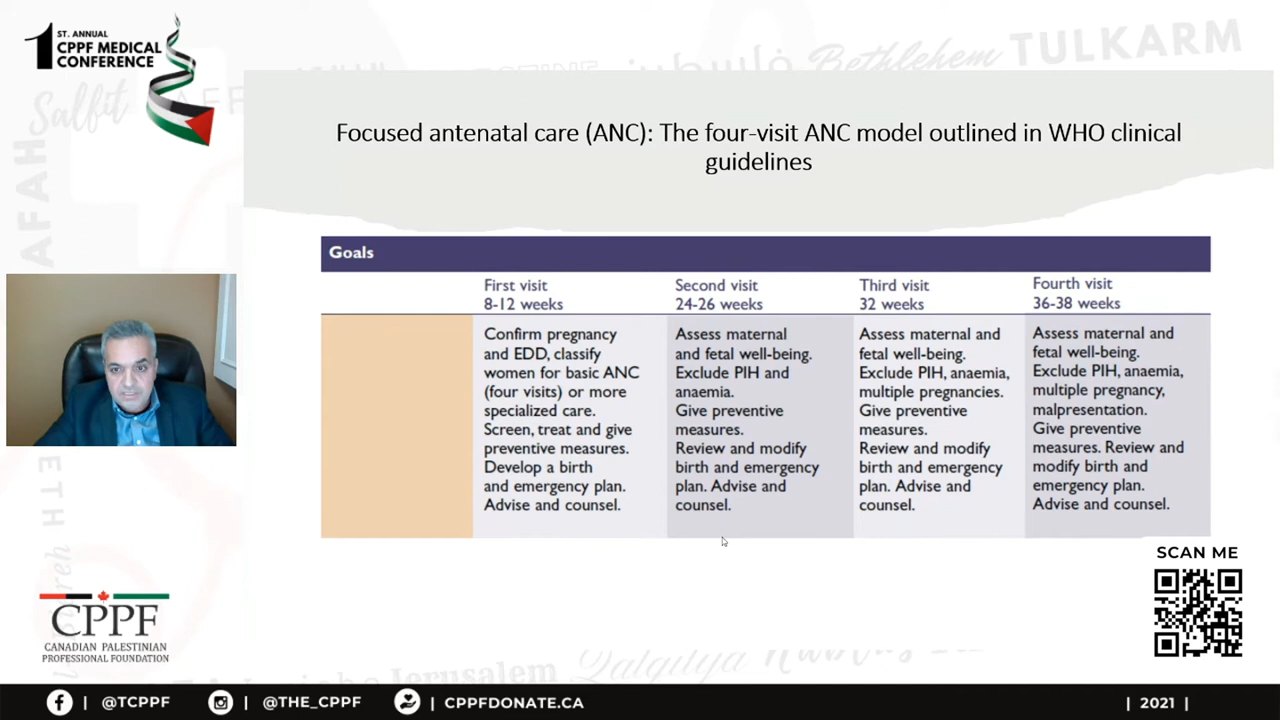 ST. ANNUAL
1 CPPF MEDICAL
CONFERENCE
Salfit
Bethlehem
TULKARM
فلسطين
Focused antenatal care (ANC): The four-visit ANC model outlined in WHO clinical
guidelines
Goals
First visit
8-12 weeks
Second visit
24-26 weeks
Third visit
32 weeks
Fourth visit
36-38 weeks
Confirm pregnancy
and EDD, classify
women for basic ANC
(four visits) or more
specialized care.
Screen, treat and give
preventive measures.
Develop a birth
and emergency plan.
Advise and counsel.
Assess maternal
and fetal well-being.
Exclude PIH and
anaemia.
Give preventive
measures.
Review and modify
birth and emergency
plan. Advise and
counsel.
Assess maternal and
fetal well-being.
Exclude PIH, anaemia,
multiple pregnancies.
Give preventive
measures.
Review and modify
birth and emergency
plan. Advise and
counsel.
Assess maternal and
fetal well-being.
Exclude PIH, anaemia,
multiple pregnancy,
malpresentation.
Give preventive
measures. Review and
modify birth and
emergency plan.
Advise and counsel.
SCAN ME
CPPF
CANADIAN PALESTINIAN
PROFESSIONAL FOUNDATION
Jerusalem
Qalqilya
| @TCPPF
| @THE_CPPF
| CPPFDONATE.CA
| 2021 |